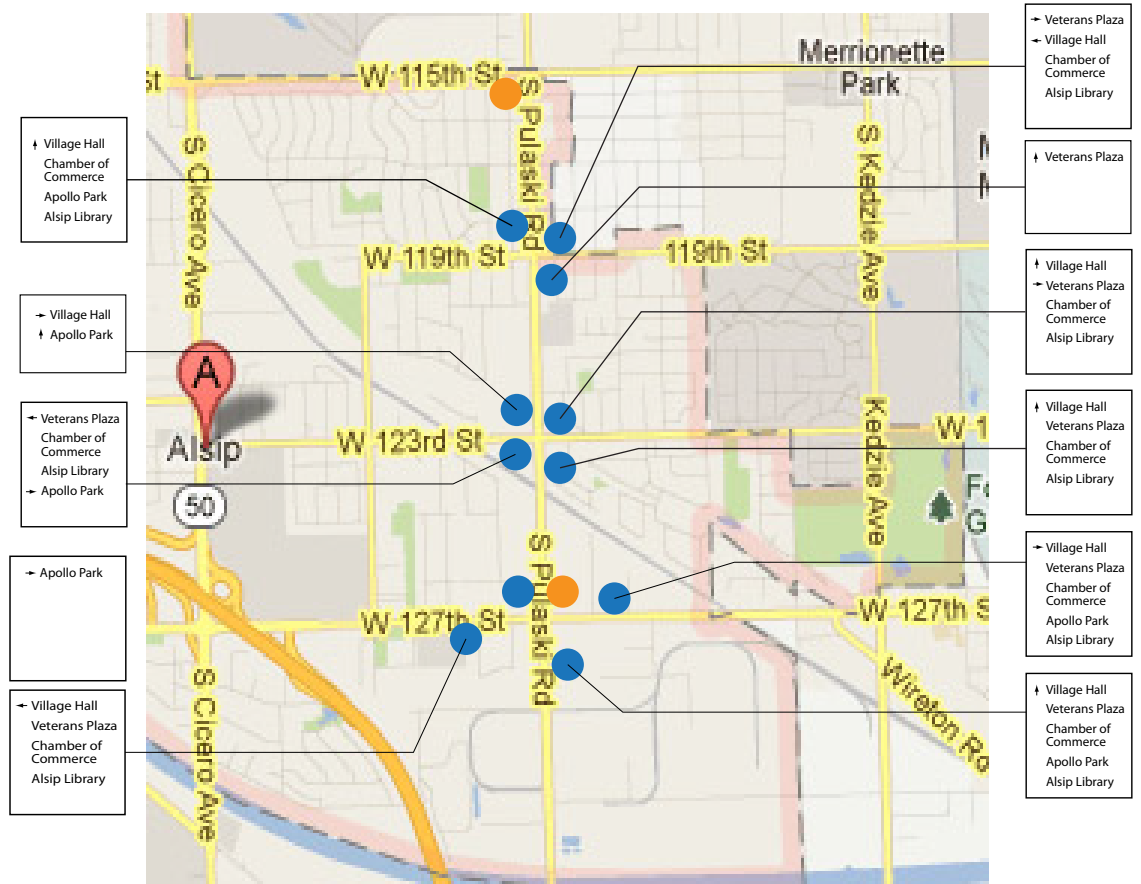 ↑ Village Hall
Chamber of
Commerce
Apollo Park
Alsip Library
→ Village Hall
↑ Apollo Park
← Veterans Plaza
Chamber of
Commerce
Alsip Library
→ Apollo Park
→ Apollo Park
← Village Hall
Veterans Plaza
Chamber of
Commerce
Alsip Library
St
W 115th St
Merrionette
Park
S Pulaski Rd
S Cicero Ave
S Kedzie Ave
W 119th St
119th St
A
Alsip
W 123rd St
W 1
50
Kedzie Ave
Fo
G
S Pulaski Rd
W 127th St
W 127th S
S Cicero Ave
Wireton Ro
→ Veterans Plaza
← Village Hall
Chamber of
Commerce
Alsip Library
↑ Veterans Plaza
↑ Village Hall
→ Veterans Plaza
Chamber of
Commerce
Alsip Library
↑ Village Hall
Veterans Plaza
Chamber of
Commerce
Alsip Library
→ Village Hall
Veterans Plaza
Chamber of
Commerce
Apollo Park
Alsip Library
↑ Village Hall
Veterans Plaza
Chamber of
Commerce
Apollo Park
Alsip Library